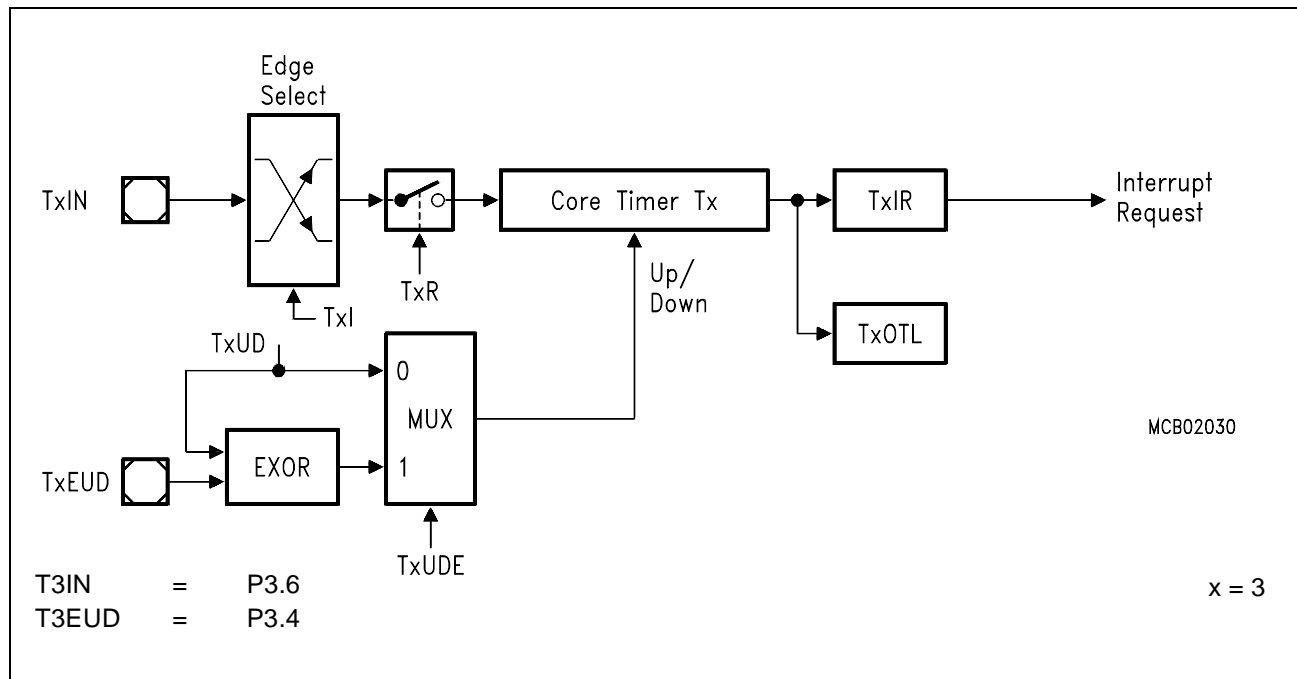 Edge
Select
TxIN
Core Timer Tx
TxIR
Interrupt
Request
TxR
Up/
Down
TxI
TxUD
TxOTL
0
MUX
1
MCB02030
TxEUD
EXOR
TxUDE
T3IN = P3.6
x = 3
T3EUD = P3.4